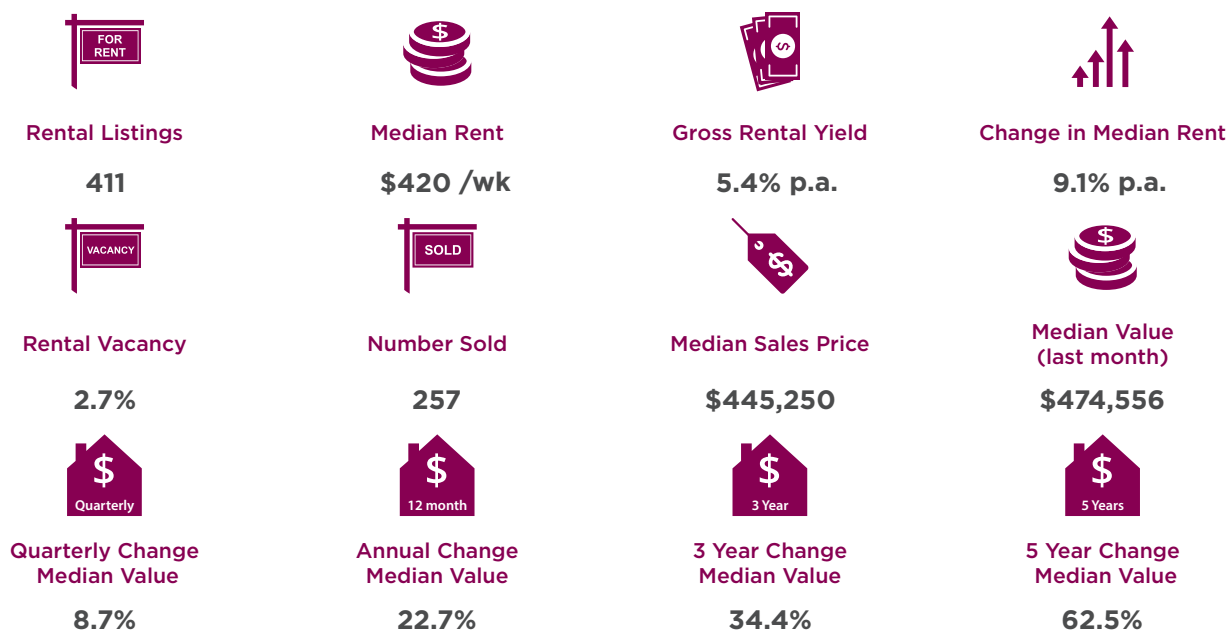 FOR
RENT
$
$
Rental Listings
Median Rent
Gross Rental Yield
Change in Median Rent
411
$420 /wk
5.4% p.a.
9.1% p.a.
VACANCY
SOLD
$
$
Rental Vacancy
Number Sold
Median Sales Price
Median Value
(last month)
2.7%
257
$445,250
$474,556
$
Quarterly
$
12 month
$
3 Year
$
5 Years
Quarterly Change
Median Value
Annual Change
Median Value
3 Year Change
Median Value
5 Year Change
Median Value
8.7%
22.7%
34.4%
62.5%